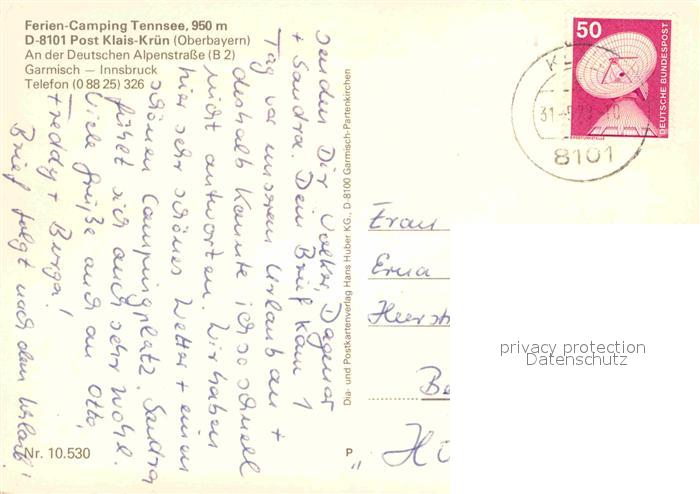 Ferien-Camping Tennsee, 950 m
D-8101 Post Klais-Krün (Oberbayern)
An der Deutschen Alpenstraße (B 2)
Garmisch — Innsbruck
Telefon (0 88 25) 326
senden Dir Volker, Dagmar
+ Sandra. Dein Brief kam 1
Tag vor unserem Urlaub an +
deshalb konnte ich so schnell
nicht antworten. Wir haben
hier sehr schönes Wetter + einen
schönen Campingplatz. Sandra
fühlt sich auch sehr wohl.
Viele Grüße auch an Otto,
Freddy + Burga!
Brief folgt nach dem Urlaub!
Nr. 10.530
Dia- und Postkartenverlag Hans Huber KG., D 8100 Garmisch-Partenkirchen
P
50
DEUTSCHE BUNDESPOST
8101
Frau
Erna
privacy protection
Datenschutz